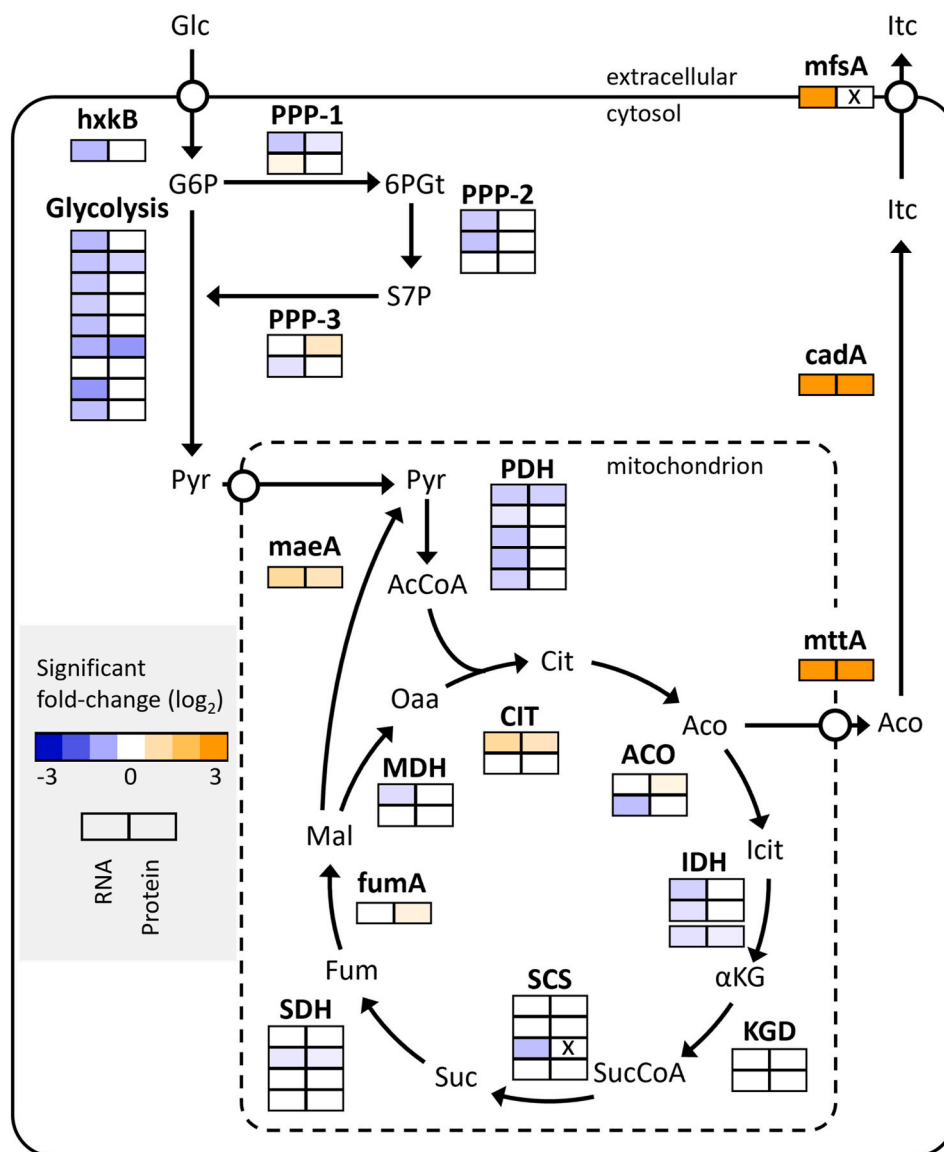 Glc
Itc
extracellular
mfsA
X
cytosol
hxkB
PPP-1
G6P
6PGt
PPP-2
Itc
Glycolysis
S7P
PPP-3
cadA
mitochondrion
Pyr
Pyr
PDH
maeA
AcCoA
mttA
Significant
fold-change (log₂)
-3
0
3
RNA
Protein
Cit
Oaa
Aco
Aco
CIT
ACO
MDH
Mal
Icit
IDH
fumA
Fum
αKG
SCS
X
SDH
KGD
Suc
SucCoA